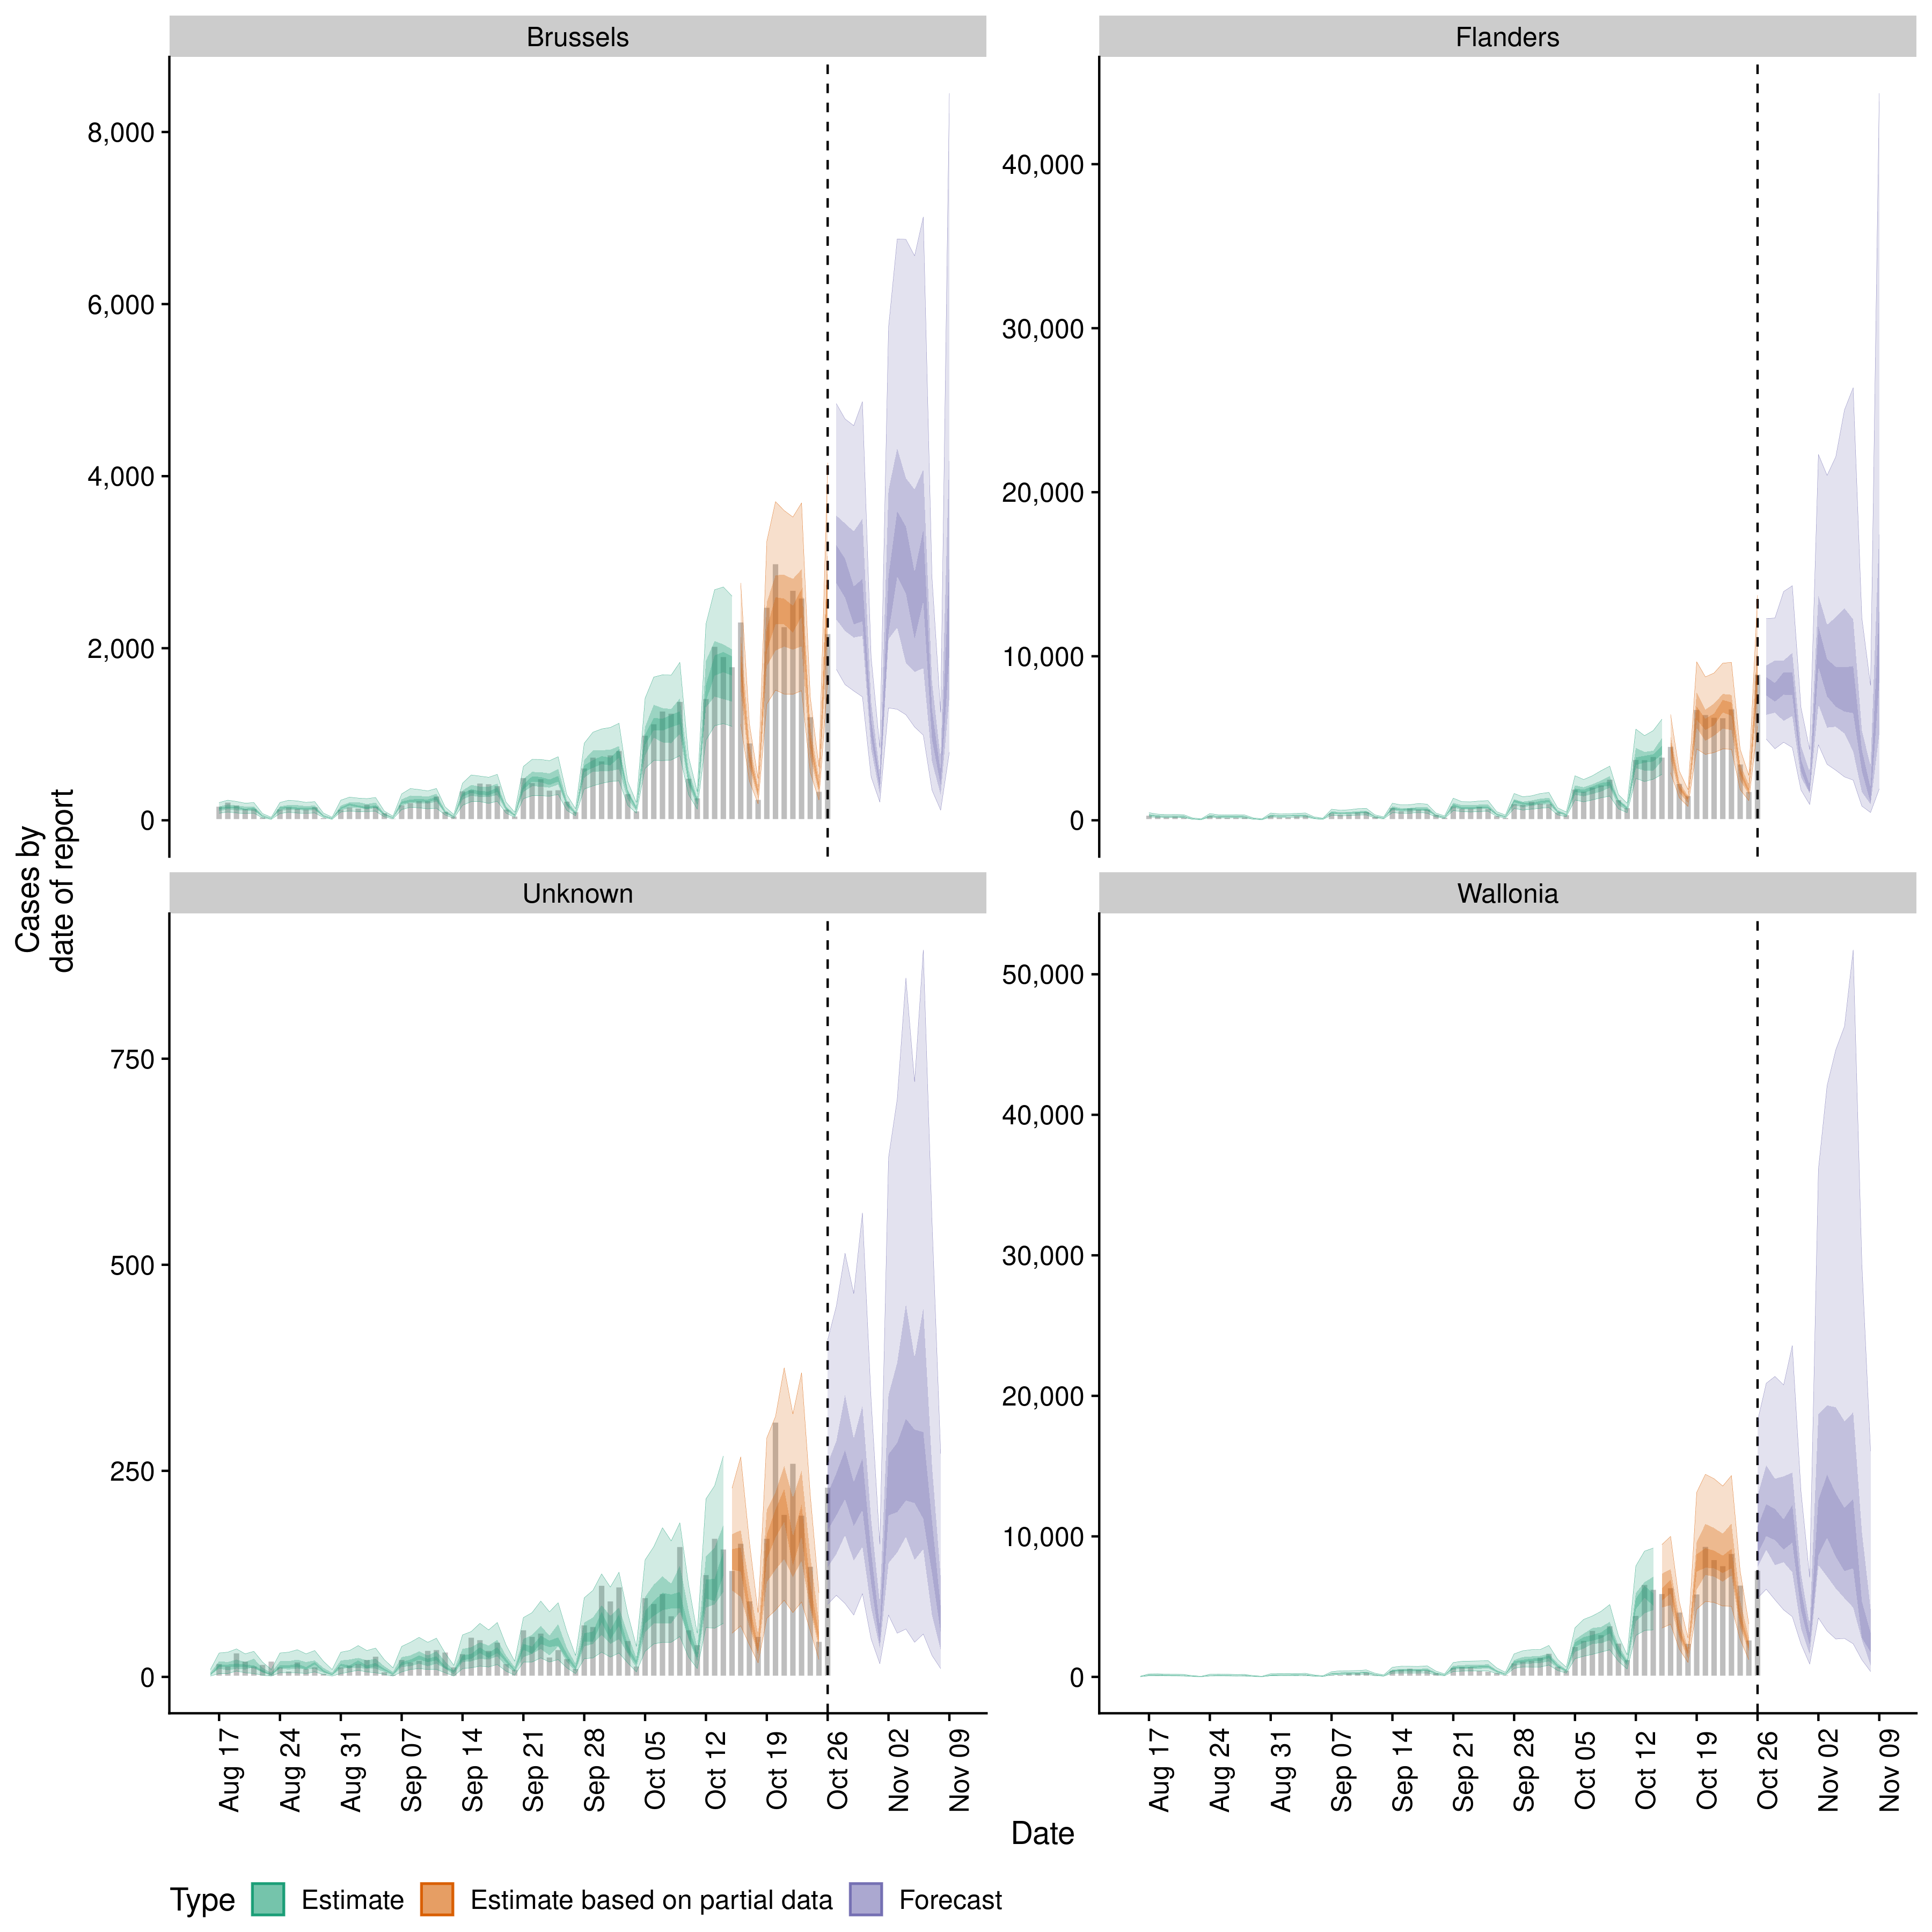 Brussels
Flanders
8,000
6,000
4,000
2,000
0
40,000
30,000
20,000
10,000
0
Cases by
date of report
Unknown
Wallonia
750
500
250
0
50,000
40,000
30,000
20,000
10,000
0
Aug 17
Aug 24
Aug 31
Sep 07
Sep 14
Sep 21
Sep 28
Oct 05
Oct 12
Oct 19
Oct 26
Nov 02
Nov 09
Aug 17
Aug 24
Aug 31
Sep 07
Sep 14
Sep 21
Sep 28
Oct 05
Oct 12
Oct 19
Oct 26
Nov 02
Nov 09
Date
Type Estimate Estimate based on partial data Forecast